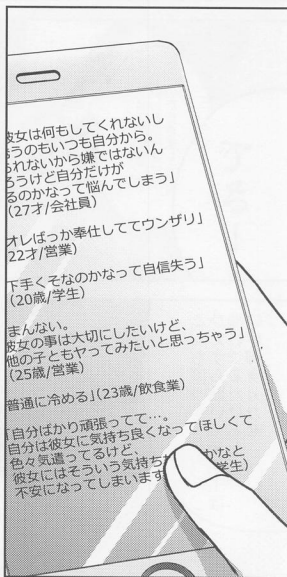 女は何もしてくれないし
うのもいつも自分から。
られないから嫌ではないん
ろうけど自分だけが
るのかなって悩んでしまう」
(27才/会社員)
オレばっか奉仕しててウンザリ」
22才/営業)
下手くそなのかなって自信失う」
(20歳/学生)
まんない。
彼女の事は大切にしたいけど、
他の子ともヤってみたいと思っちゃう」
(25歳/営業)
普通に冷める」(23歳/飲食業)
「自分ばかり頑張ってて…。
自分は彼女に気持ち良くなってほしくて
色々気遣ってるけど、
彼女にはそういう気持ち かなと
不安になってしまいます 学生)